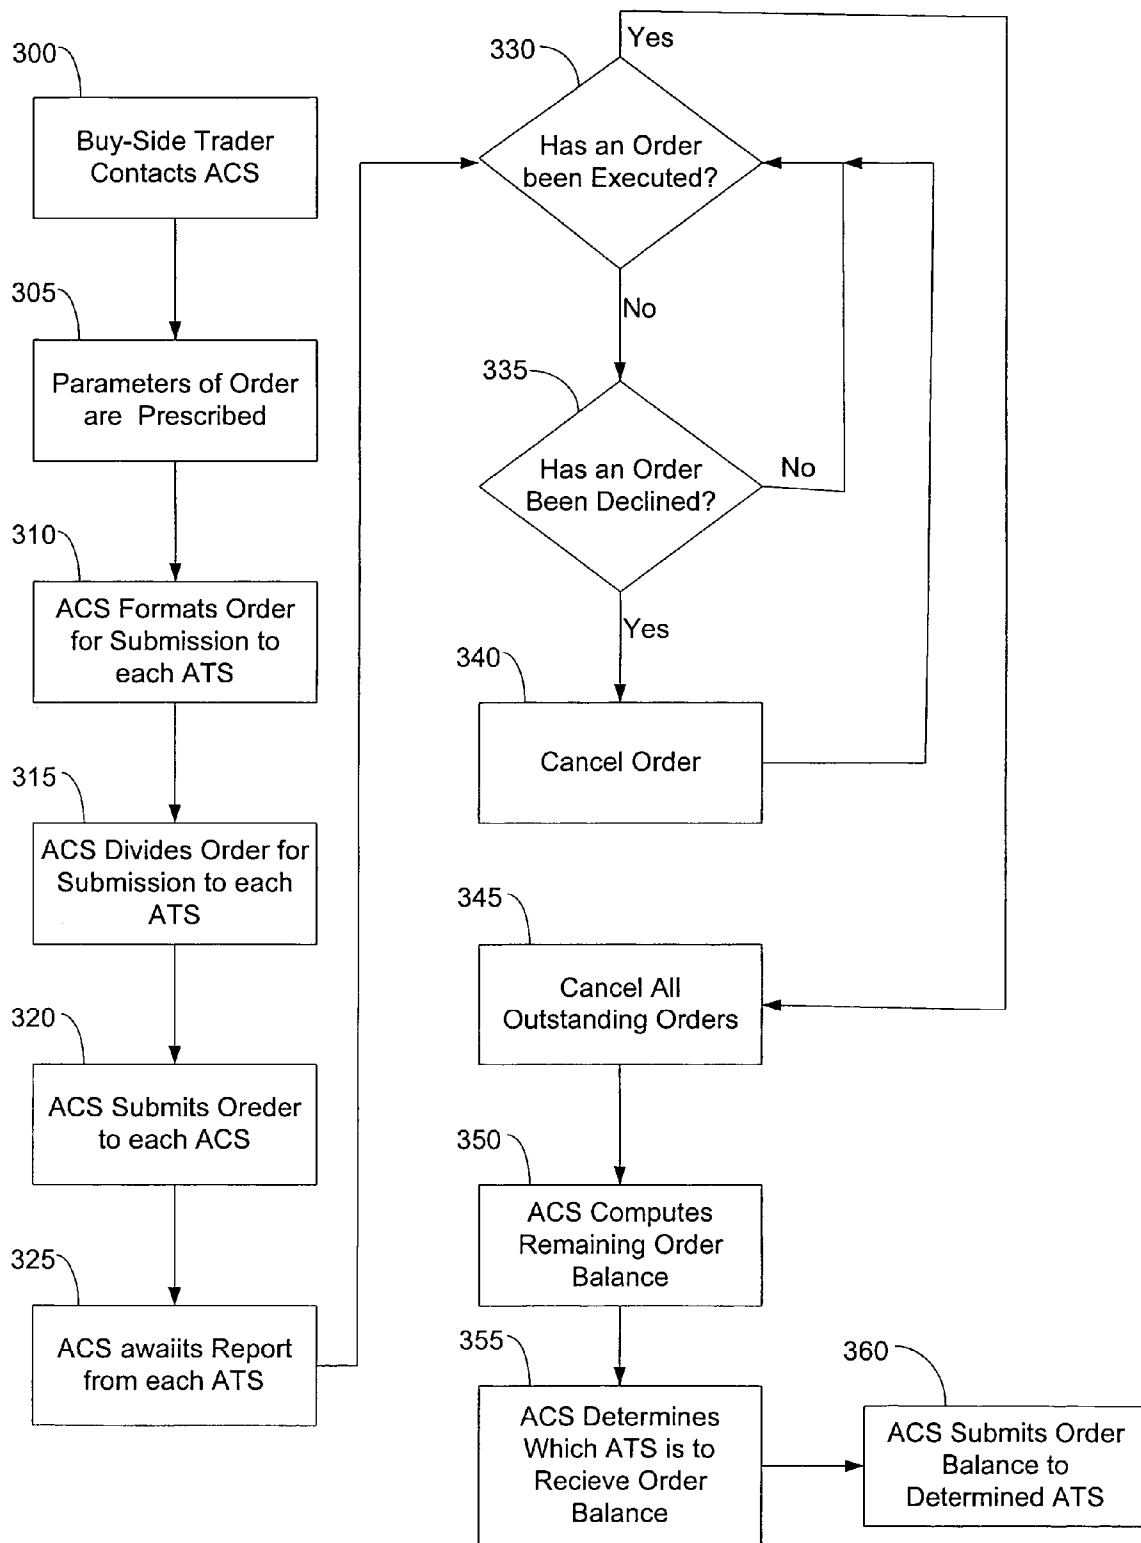 300
Buy-Side Trader
Contacts ACS
305
Parameters of Order
are Prescribed
310
ACS Formats Order
for Submission to
each ATS
315
ACS Divides Order for
Submission to each
ATS
320
ACS Submits Oreder
to each ACS
325
ACS awaiits Report
from each ATS
330
Yes
Has an Order
been Executed?
No
335
Has an Order
Been Declined?
No
Yes
340
Cancel Order
345
Cancel All
Outstanding Orders
350
ACS Computes
Remaining Order
Balance
355
ACS Determines
Which ATS is to
Recieve Order
Balance
360
ACS Submits Order
Balance to
Determined ATS